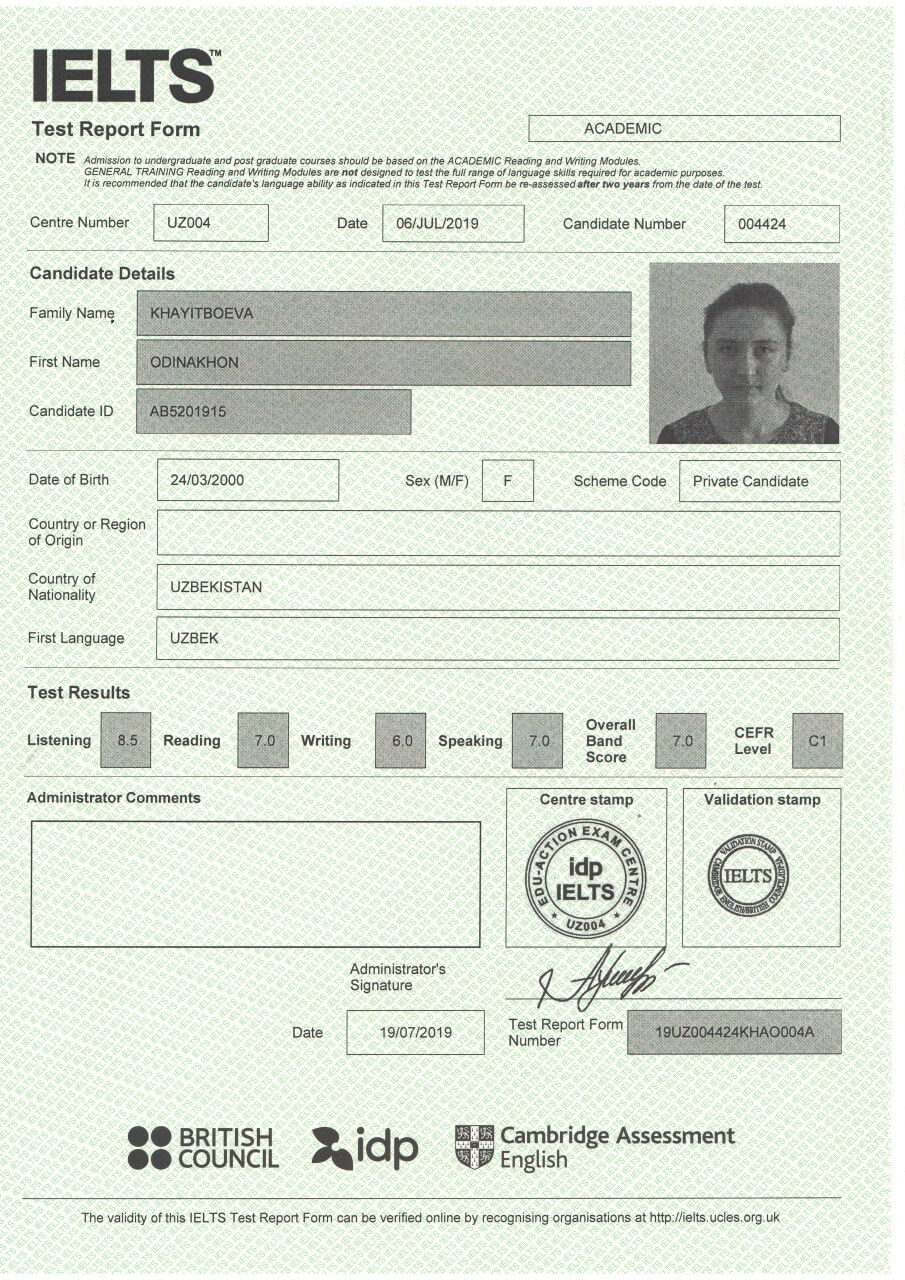 IELTS™
Test Report Form
ACADEMIC
NOTE Admission to undergraduate and post graduate courses should be based on the ACADEMIC Reading and Writing Modules.
GENERAL TRAINING Reading and Writing Modules are not designed to test the full range of language skills required for academic purposes.
It is recommended that the candidate's language ability as indicated in this Test Report Form be re-assessed after two years from the date of the test.
Centre Number UZ004 Date 06/JUL/2019 Candidate Number 004424
Candidate Details
Family Name KHAYITBOEVA
First Name ODINAKHON
Candidate ID AB5201915
Date of Birth 24/03/2000 Sex (M/F) F Scheme Code Private Candidate
Country or Region
of Origin
Country of
Nationality
UZBEKISTAN
First Language UZBEK
Test Results
Listening 8.5 Reading 7.0 Writing 6.0 Speaking 7.0
Overall
Band
Score
7.0
CEFR
Level
C1
Administrator Comments
Centre stamp
EDU-ACTION EXAM CENTRE
idp
IELTS
UZ004
Validation stamp
VALIDATION STAMP
IELTS
Administrator's
Signature
Date 19/07/2019
Test Report Form
Number
19UZ004424KHAO004A
BRITISH
COUNCIL
idp
Cambridge Assessment
English
The validity of this IELTS Test Report Form can be verified online by recognising organisations at http://ielts.ucles.org.uk